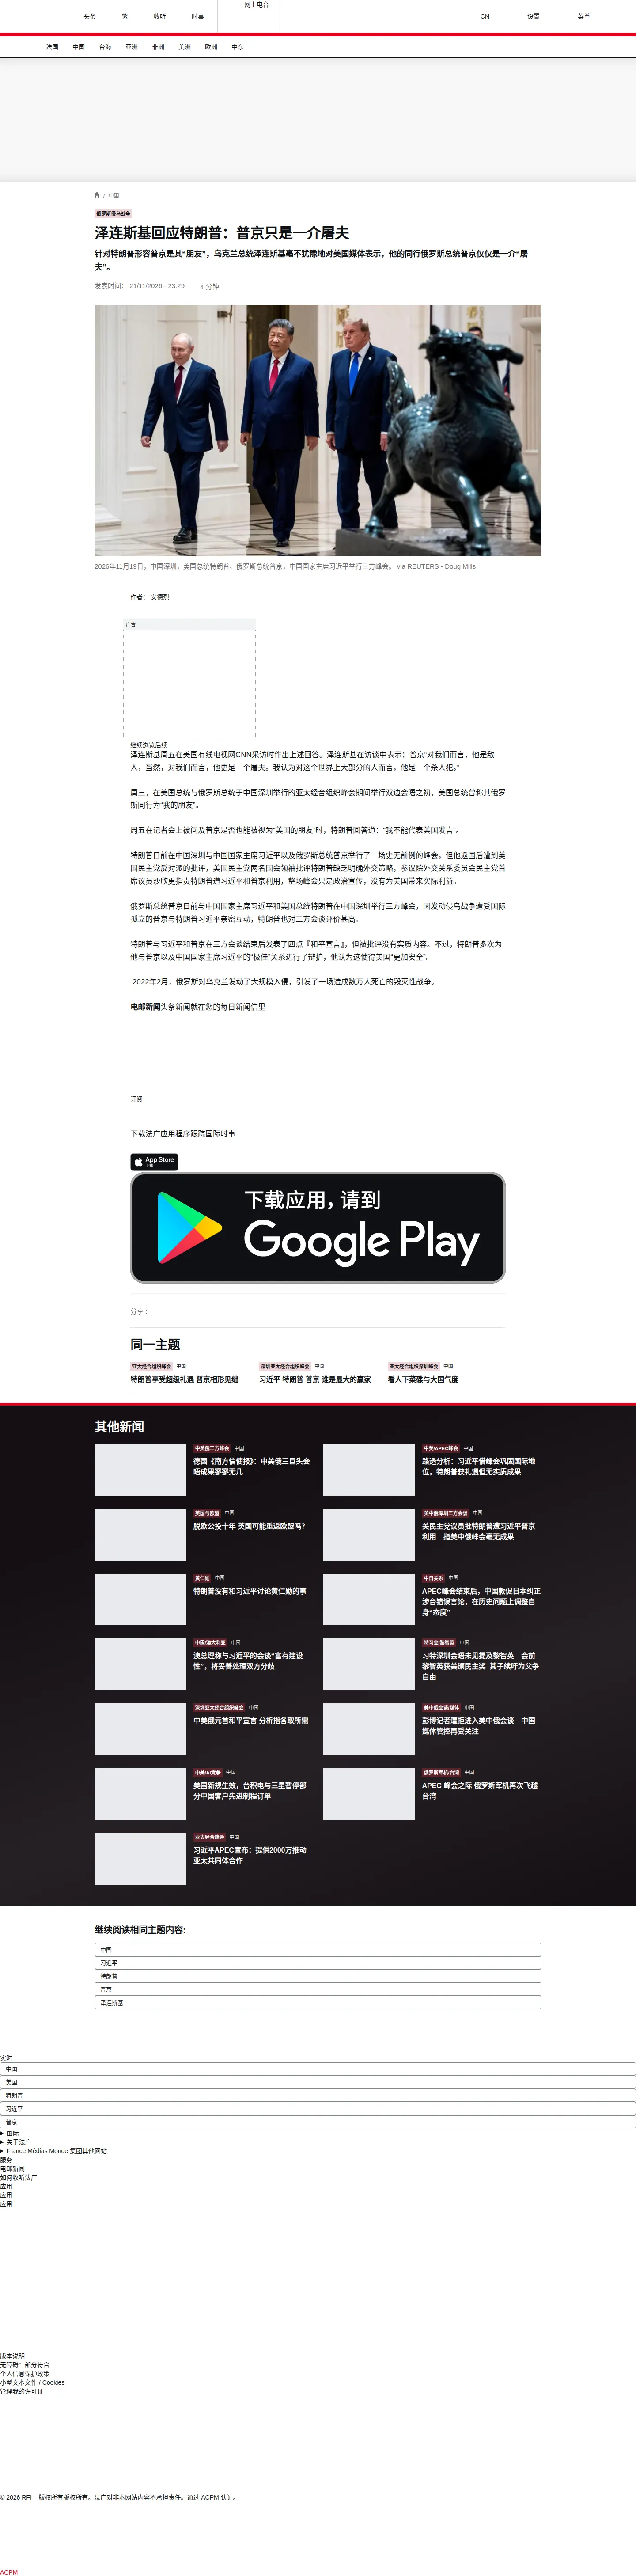 头条
繁
收听
时事
网上电台
CN
设置
菜单
法国
中国
台海
亚洲
非洲
美洲
欧洲
中东
/ 中国
俄罗斯侵乌战争
泽连斯基回应特朗普：普京只是一介屠夫
针对特朗普形容普京是其“朋友”，乌克兰总统泽连斯基毫不犹豫地对美国媒体表示，他的同行俄罗斯总统普京仅仅是一介“屠
夫”。
发表时间： 21/11/2026 - 23:29
4 分钟
2026年11月19日，中国深圳，美国总统特朗普、俄罗斯总统普京，中国国家主席习近平举行三方峰会。 via REUTERS - Doug Mills
作者： 安德烈
广告
继续浏览后续
泽连斯基周五在美国有线电视网CNN采访时作出上述回答。泽连斯基在访谈中表示：普京“对我们而言，他是敌
人，当然，对我们而言，他更是一个屠夫。我认为对这个世界上大部分的人而言，他是一个杀人犯。”
周三，在美国总统与俄罗斯总统于中国深圳举行的亚太经合组织峰会期间举行双边会晤之初，美国总统曾称其俄罗
斯同行为“我的朋友”。
周五在记者会上被问及普京是否也能被视为“美国的朋友”时，特朗普回答道：“我不能代表美国发言”。
特朗普日前在中国深圳与中国国家主席习近平以及俄罗斯总统普京举行了一场史无前例的峰会，但他返国后遭到美
国民主党反对派的批评，美国民主党两名国会领袖批评特朗普缺乏明确外交策略，参议院外交关系委员会民主党首
席议员沙欣更指责特朗普遭习近平和普京利用，整场峰会只是政治宣传，没有为美国带来实际利益。
俄罗斯总统普京日前与中国国家主席习近平和美国总统特朗普在中国深圳举行三方峰会，因发动侵乌战争遭受国际
孤立的普京与特朗普习近平亲密互动，特朗普也对三方会谈评价甚高。
特朗普与习近平和普京在三方会谈结束后发表了四点『和平宣言』，但被批评没有实质内容。不过，特朗普多次为
他与普京以及中国国家主席习近平的“极佳”关系进行了辩护，他认为这使得美国“更加安全”。
2022年2月，俄罗斯对乌克兰发动了大规模入侵，引发了一场造成数万人死亡的毁灭性战争。
电邮新闻头条新闻就在您的每日新闻信里
订阅
下载法广应用程序跟踪国际时事
App Store
下载
下载应用，请到
Google Play
分享 :
同一主题
亚太经合组织峰会 中国
特朗普享受超级礼遇 普京相形见绌
深圳亚太经合组织峰会 中国
习近平 特朗普 普京 谁是最大的赢家
亚太经合组织深圳峰会 中国
看人下菜碟与大国气度
其他新闻
中美俄三方峰会 中国
德国《南方信使报》：中美俄三巨头会
晤成果寥寥无几
中美/APEC峰会 中国
路透分析：习近平借峰会巩固国际地
位，特朗普获礼遇但无实质成果
英国与欧盟 中国
脱欧公投十年 英国可能重返欧盟吗？
美中俄深圳三方会谈 中国
美民主党议员批特朗普遭习近平普京
利用 指美中俄峰会毫无成果
黄仁勋 中国
特朗普没有和习近平讨论黄仁勋的事
中日关系 中国
APEC峰会结束后，中国敦促日本纠正
涉台错误言论，在历史问题上调整自
身“态度”
中国/澳大利亚 中国
澳总理称与习近平的会谈“富有建设
性”，将妥善处理双方分歧
特习会/黎智英 中国
习特深圳会晤未见提及黎智英 会前
黎智英获美颁民主奖 其子续吁为父争
自由
深圳亚太经合组织峰会 中国
中美俄元首和平宣言 分析指各取所需
美中俄会谈/媒体 中国
彭博记者遭拒进入美中俄会谈 中国
媒体管控再受关注
中美/AI竞争 中国
美国新规生效，台积电与三星暂停部
分中国客户先进制程订单
俄罗斯军机/台湾 中国
APEC 峰会之际 俄罗斯军机再次飞越
台湾
亚太经合峰会 中国
习近平APEC宣布：提供2000万推动
亚太共同体合作
继续阅读相同主题内容:
中国
习近平
特朗普
普京
泽连斯基
实时
中国
美国
特朗普
习近平
普京
国际
关于法广
France Médias Monde 集团其他网站
服务
电邮新闻
如何收听法广
应用
应用
应用
版本说明
无障碍：部分符合
个人信息保护政策
小型文本文件 / Cookies
管理我的许可证
© 2026 RFI – 版权所有版权所有。法广对非本网站内容不承担责任。通过 ACPM 认证。
ACPM